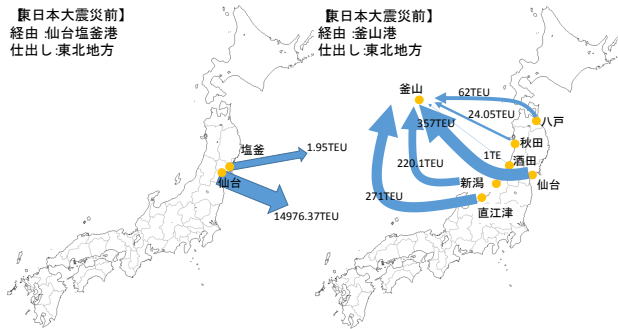 【東日本大震災前】
経由:仙台塩釜港
仕出し:東北地方
塩釜
1.95TEU
仙台
14976.37TEU
【東日本大震災前】
経由:釜山港
仕出し:東北地方
釜山
62TEU
24.05TEU
八戸
357TEU
秋田
1TE
酒田
220.1TEU
新潟
仙台
271TEU
直江津